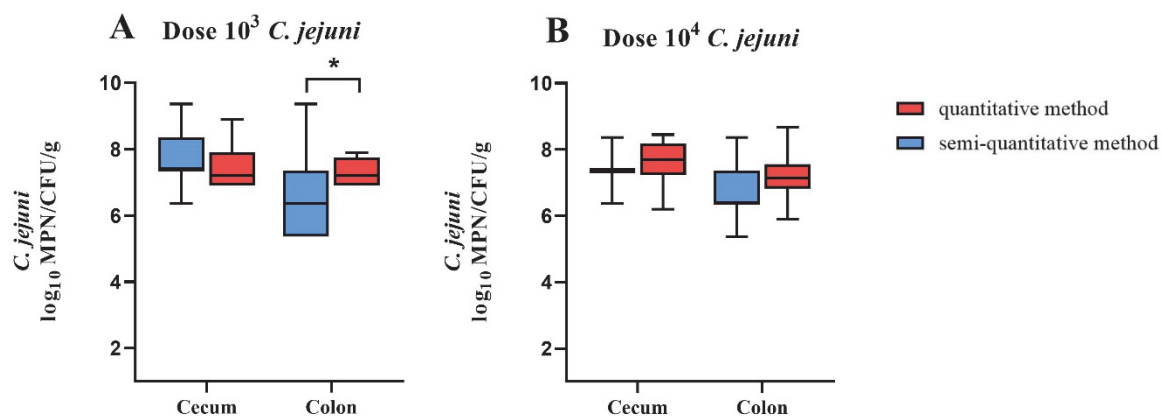 A Dose 10³ C. jejuni
*
C. jejuni
log₁₀ MPN/CFU/g
10
8
6
4
2
Cecum Colon
B Dose 10⁴ C. jejuni
C. jejuni
log₁₀ MPN/CFU/g
10
8
6
4
2
Cecum Colon
quantitative method
semi-quantitative method